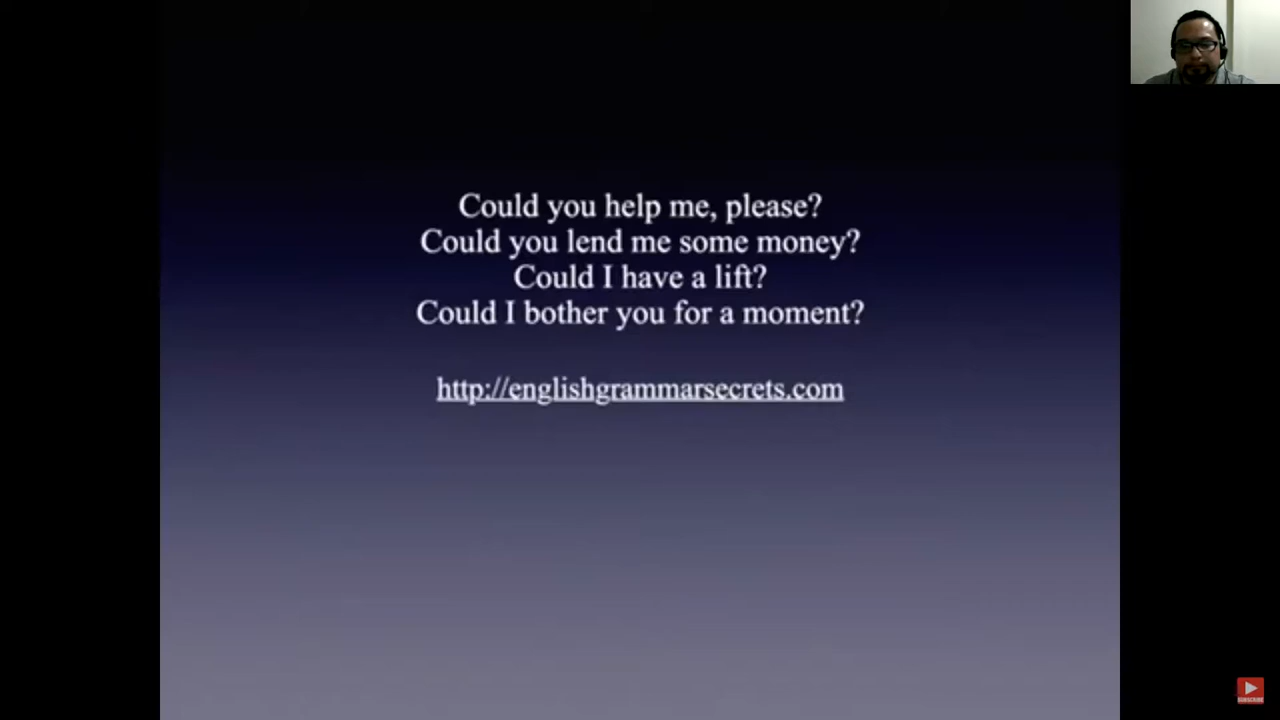 Could you help me, please?
Could you lend me some money?
Could I have a lift?
Could I bother you for a moment?
http://englishgrammarsecrets.com
SUBSCRIBE